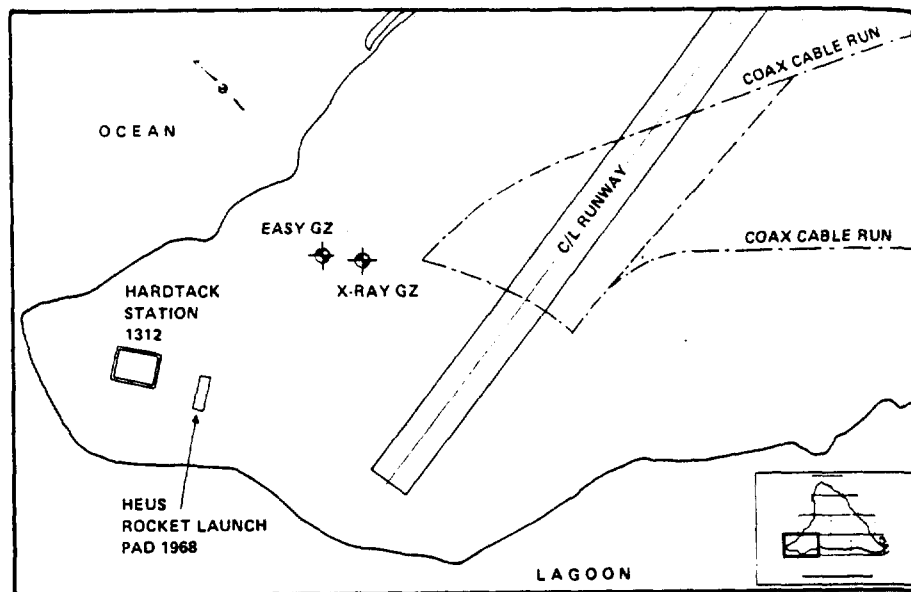 COAX CABLE RUN
OCEAN
C/L RUNWAY
EASY GZ
COAX CABLE RUN
X-RAY GZ
HARDTACK
STATION
1312
HEUS
ROCKET LAUNCH
PAD 1968
LAGOON